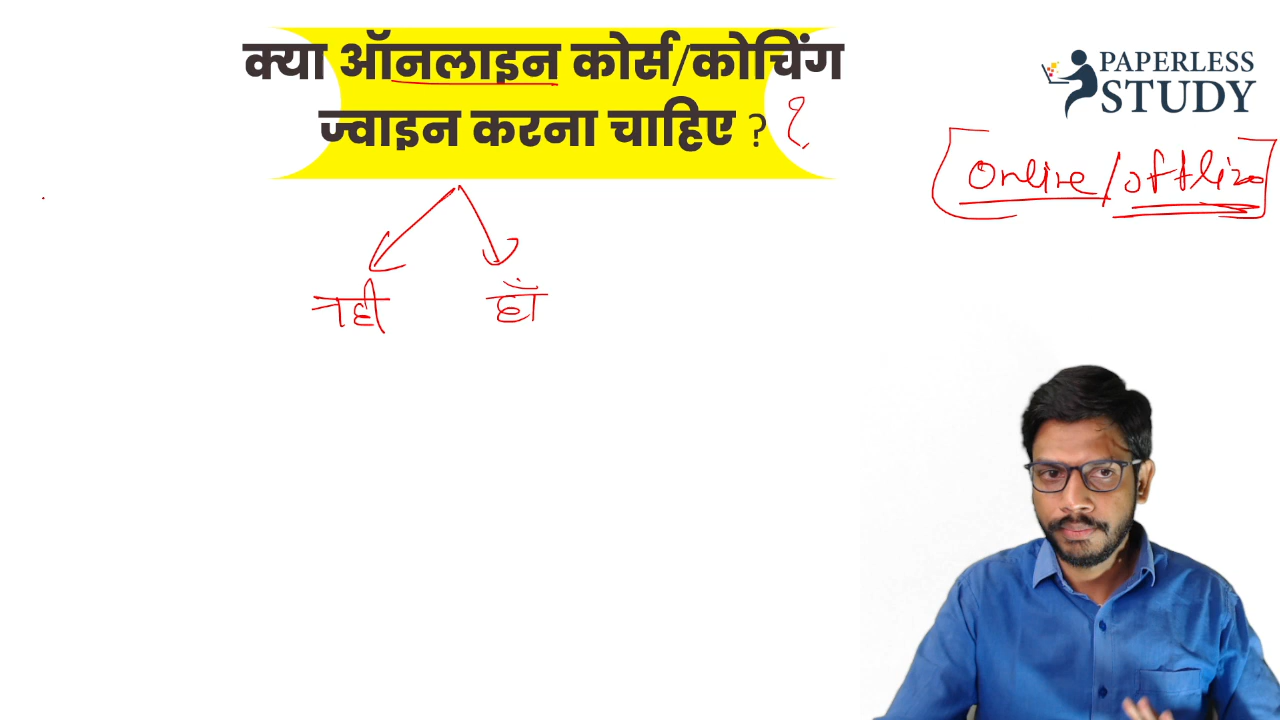 क्या ऑनलाइन कोर्स/कोचिंग
ज्वाइन करना चाहिए ? ?
PAPERLESS
STUDY
Online/offline
नही हाँ